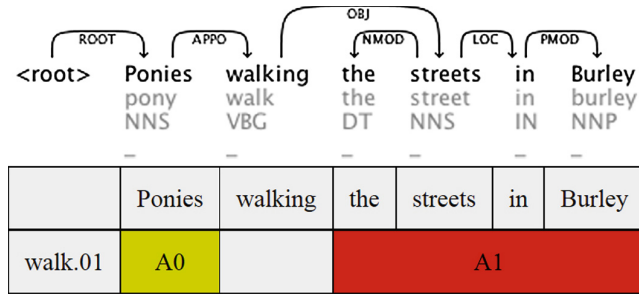 OBJ
ROOT APPO NMOD LOC PMOD
<root> Ponies walking the streets in Burley
pony walk the street in burley
NNS VBG DT NNS IN NNP
_ _ _ _ _ _
Ponies walking the streets in Burley
walk.01 A0 A1